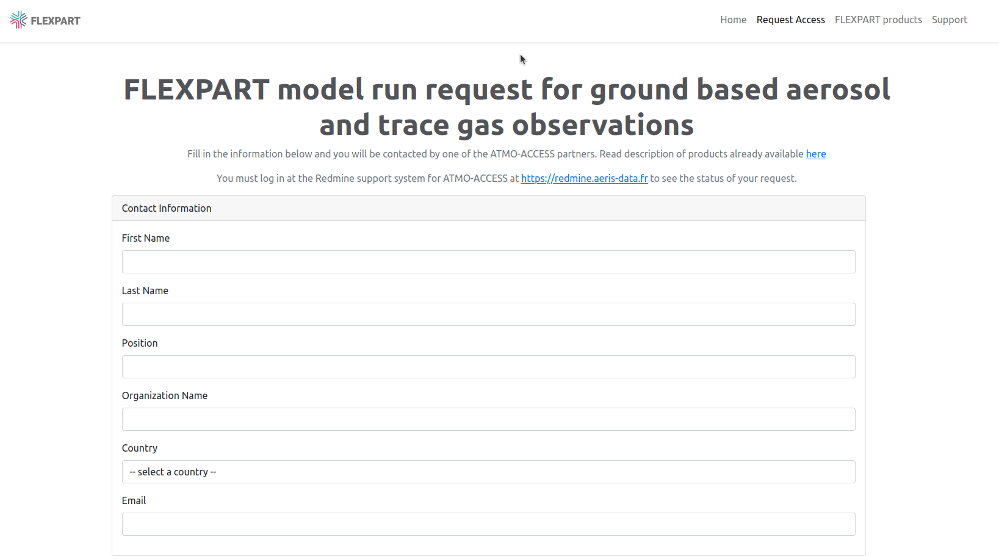 FLEXPART
Home Request Access FLEXPART products Support
FLEXPART model run request for ground based aerosol
and trace gas observations
Fill in the information below and you will be contacted by one of the ATMO-ACCESS partners. Read description of products already available here
You must log in at the Redmine support system for ATMO-ACCESS at https://redmine.aeris-data.fr to see the status of your request.
Contact Information
First Name
Last Name
Position
Organization Name
Country
-- select a country --
Email